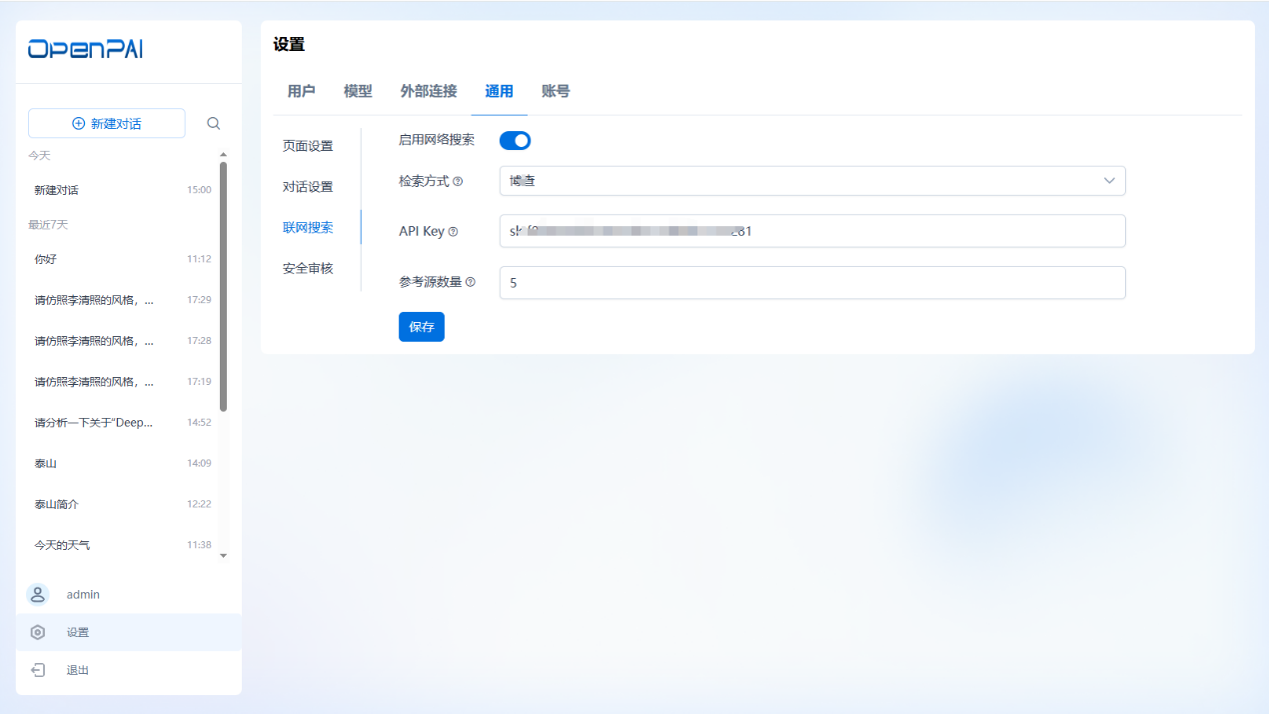 OpenPAI
新建对话
今天
新建对话 15:00
最近7天
你好 11:12
请仿照李清照的风格，... 17:29
请仿照李清照的风格，... 17:28
请仿照李清照的风格，... 17:19
请分析一下关于“Deep... 14:52
泰山 14:09
泰山简介 12:22
今天的天气 11:38
admin
设置
退出
设置
用户 模型 外部连接 通用 账号
页面设置
对话设置
联网搜索
安全审核
启用网络搜索
检索方式 博查
API Key
参考源数量 5
保存